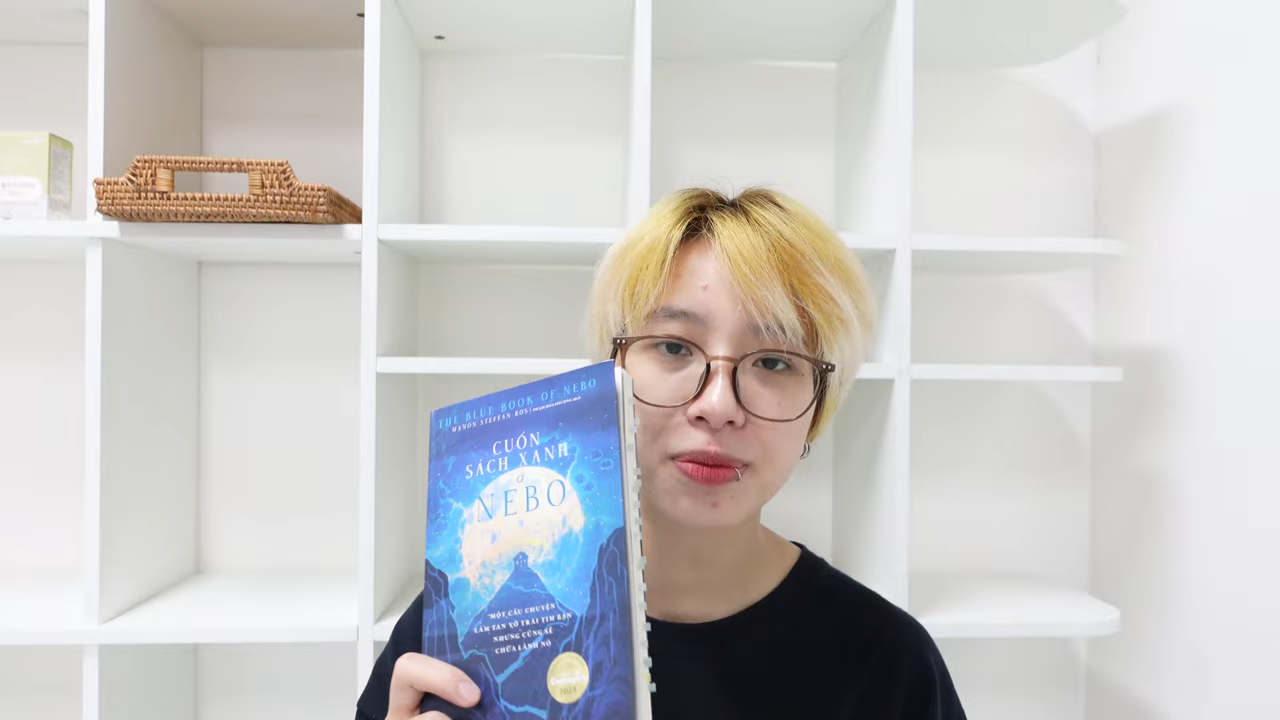 THE BLUE BOOK OF NEBO
MANON STEFFAN ROS
CUỐN
SÁCH XANH
Ở
NEBO
"MỘT CÂU CHUYỆN
LÀM TAN VỠ TRÁI TIM BẠN
NHƯNG CŨNG SẼ
CHỮA LÀNH NÓ
2023